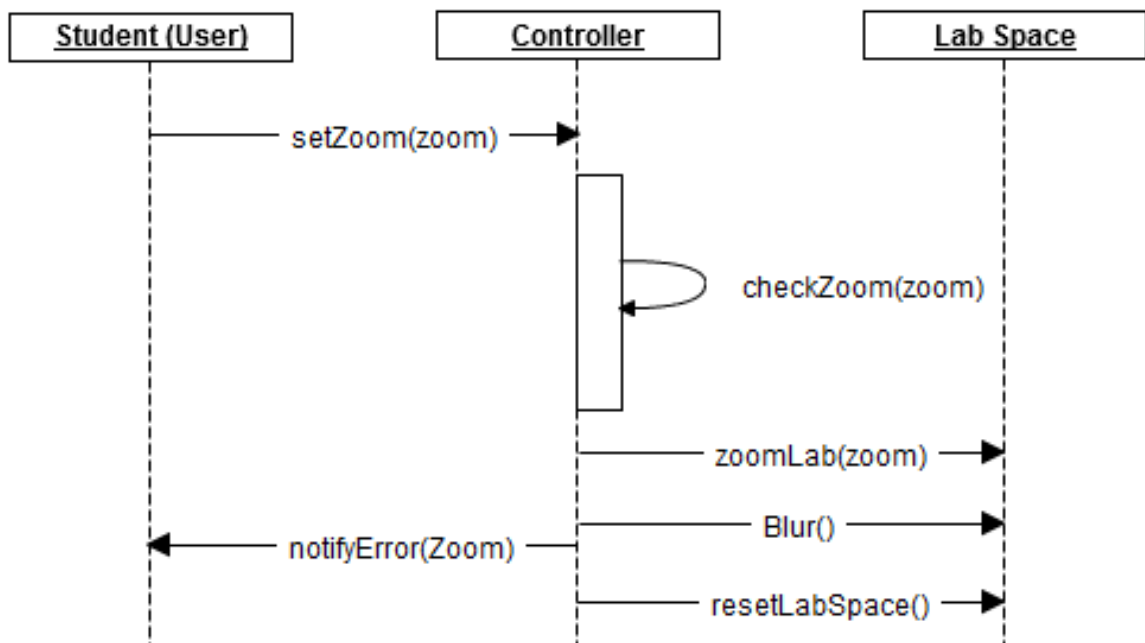 Student (User)
Controller
Lab Space
setZoom(zoom)
checkZoom(zoom)
zoomLab(zoom)
Blur()
notifyError(Zoom)
resetLabSpace()